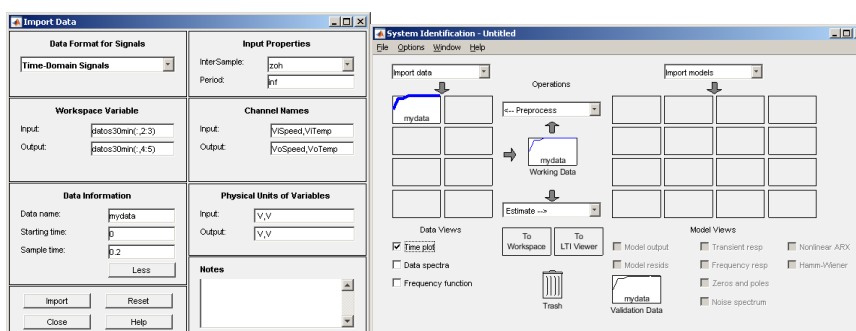 Import Data
Data Format for Signals
Time-Domain Signals
Input Properties
InterSample:
zoh
Period:
inf
Workspace Variable
Input:
datos30min(:,2:3)
Output:
datos30min(:,4:5)
Channel Names
Input:
ViSpeed,ViTemp
Output:
VoSpeed,VoTemp
Data Information
Data name:
mydata
Starting time:
0
Sample time:
0.2
Less
Physical Units of Variables
Input:
V,V
Output:
V,V
Notes
Import
Reset
Close
Help
System Identification - Untitled
File Options Window Help
Import data
Import models
Operations
mydata
<-- Preprocess
mydata
Working Data
Estimate -->
Data Views
Time plot
Data spectra
Frequency function
To Workspace
To LTI Viewer
Trash
Model Views
Model output
Transient resp
Nonlinear ARX
Model resids
Frequency resp
Hamm-Wiener
Zeros and poles
Noise spectrum
mydata
Validation Data